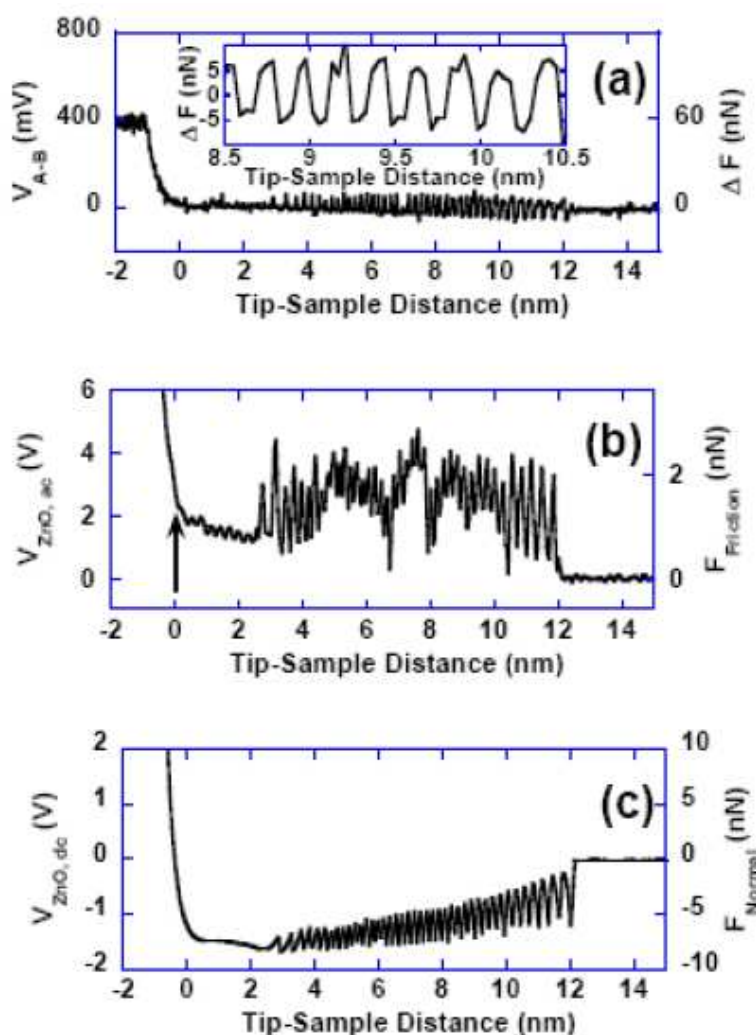 800
400
0
V A-B (mV)
5
0
-5
Δ F (nN)
8.5 9 9.5 10 10.5
Tip-Sample Distance (nm)
(a)
60
0
Δ F (nN)
-2 0 2 4 6 8 10 12 14
Tip-Sample Distance (nm)
6
4
2
0
V ZnO, ac (V)
(b)
2
0
F Friction (nN)
-2 0 2 4 6 8 10 12 14
Tip-Sample Distance (nm)
2
1
0
-1
-2
V ZnO, dc (V)
(c)
10
5
0
-5
-10
F Normal (nN)
-2 0 2 4 6 8 10 12 14
Tip-Sample Distance (nm)